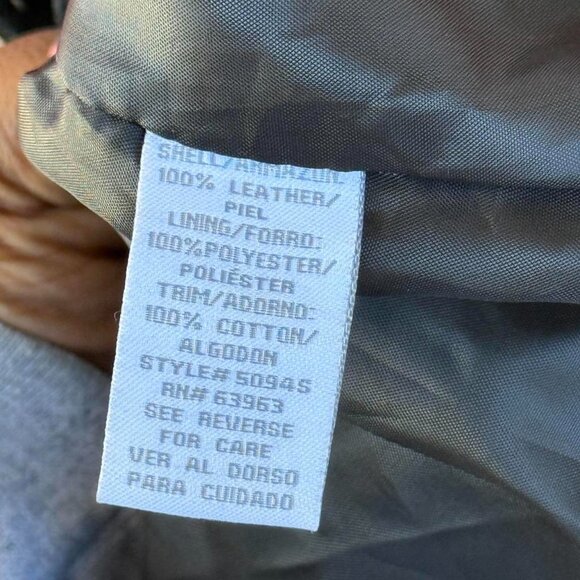 SHELL/ARMAZON:
100% LEATHER/
PIEL
LINING/FORRO:
100%POLYESTER/
POLIÉSTER
TRIM/ADORNO:
100% COTTON/
ALGODON
STYLE# 5094S
RN# 63963
SEE REVERSE
FOR CARE
VER AL DORSO
PARA CUIDADO